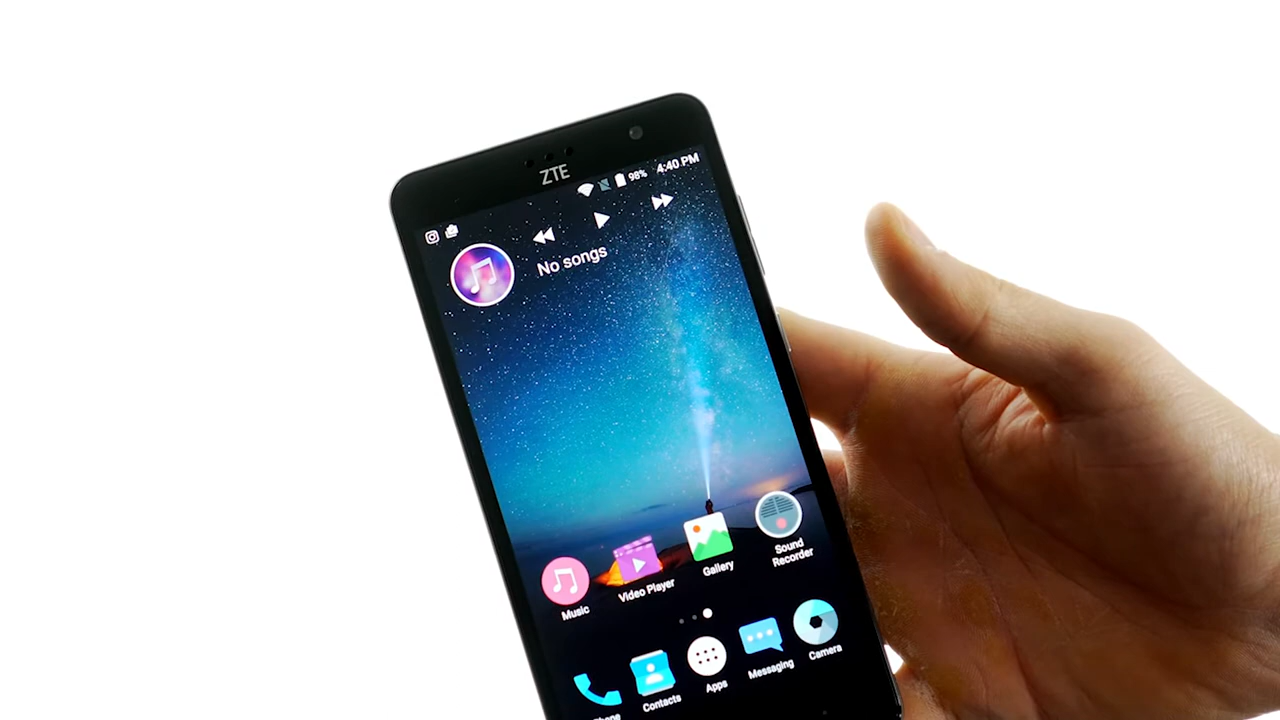 ZTE
98% 4:40 PM
No songs
Music
Video Player
Gallery
Sound
Recorder
Contacts
Apps
Messaging
Camera